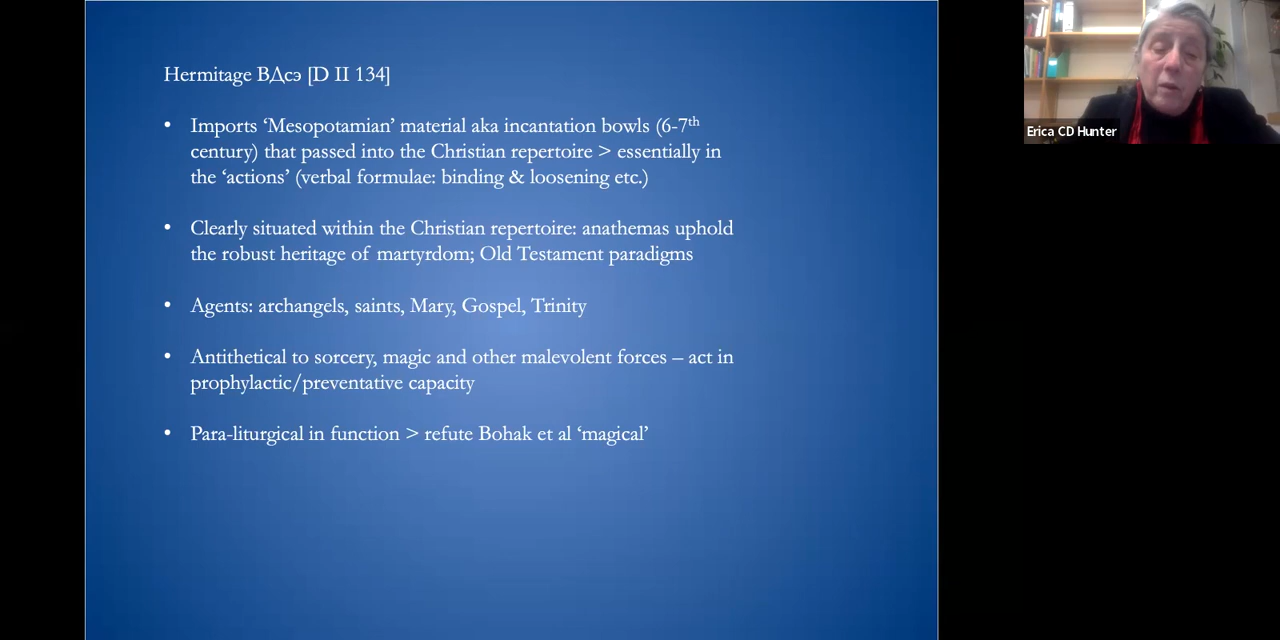 Hermitage ВДсэ [D II 134]
• Imports ‘Mesopotamian’ material aka incantation bowls (6-7th
century) that passed into the Christian repertoire > essentially in
the ‘actions’ (verbal formulae: binding & loosening etc.)
• Clearly situated within the Christian repertoire: anathemas uphold
the robust heritage of martyrdom; Old Testament paradigms
• Agents: archangels, saints, Mary, Gospel, Trinity
• Antithetical to sorcery, magic and other malevolent forces – act in
prophylactic/preventative capacity
• Para-liturgical in function > refute Bohak et al ‘magical’
Erica CD Hunter